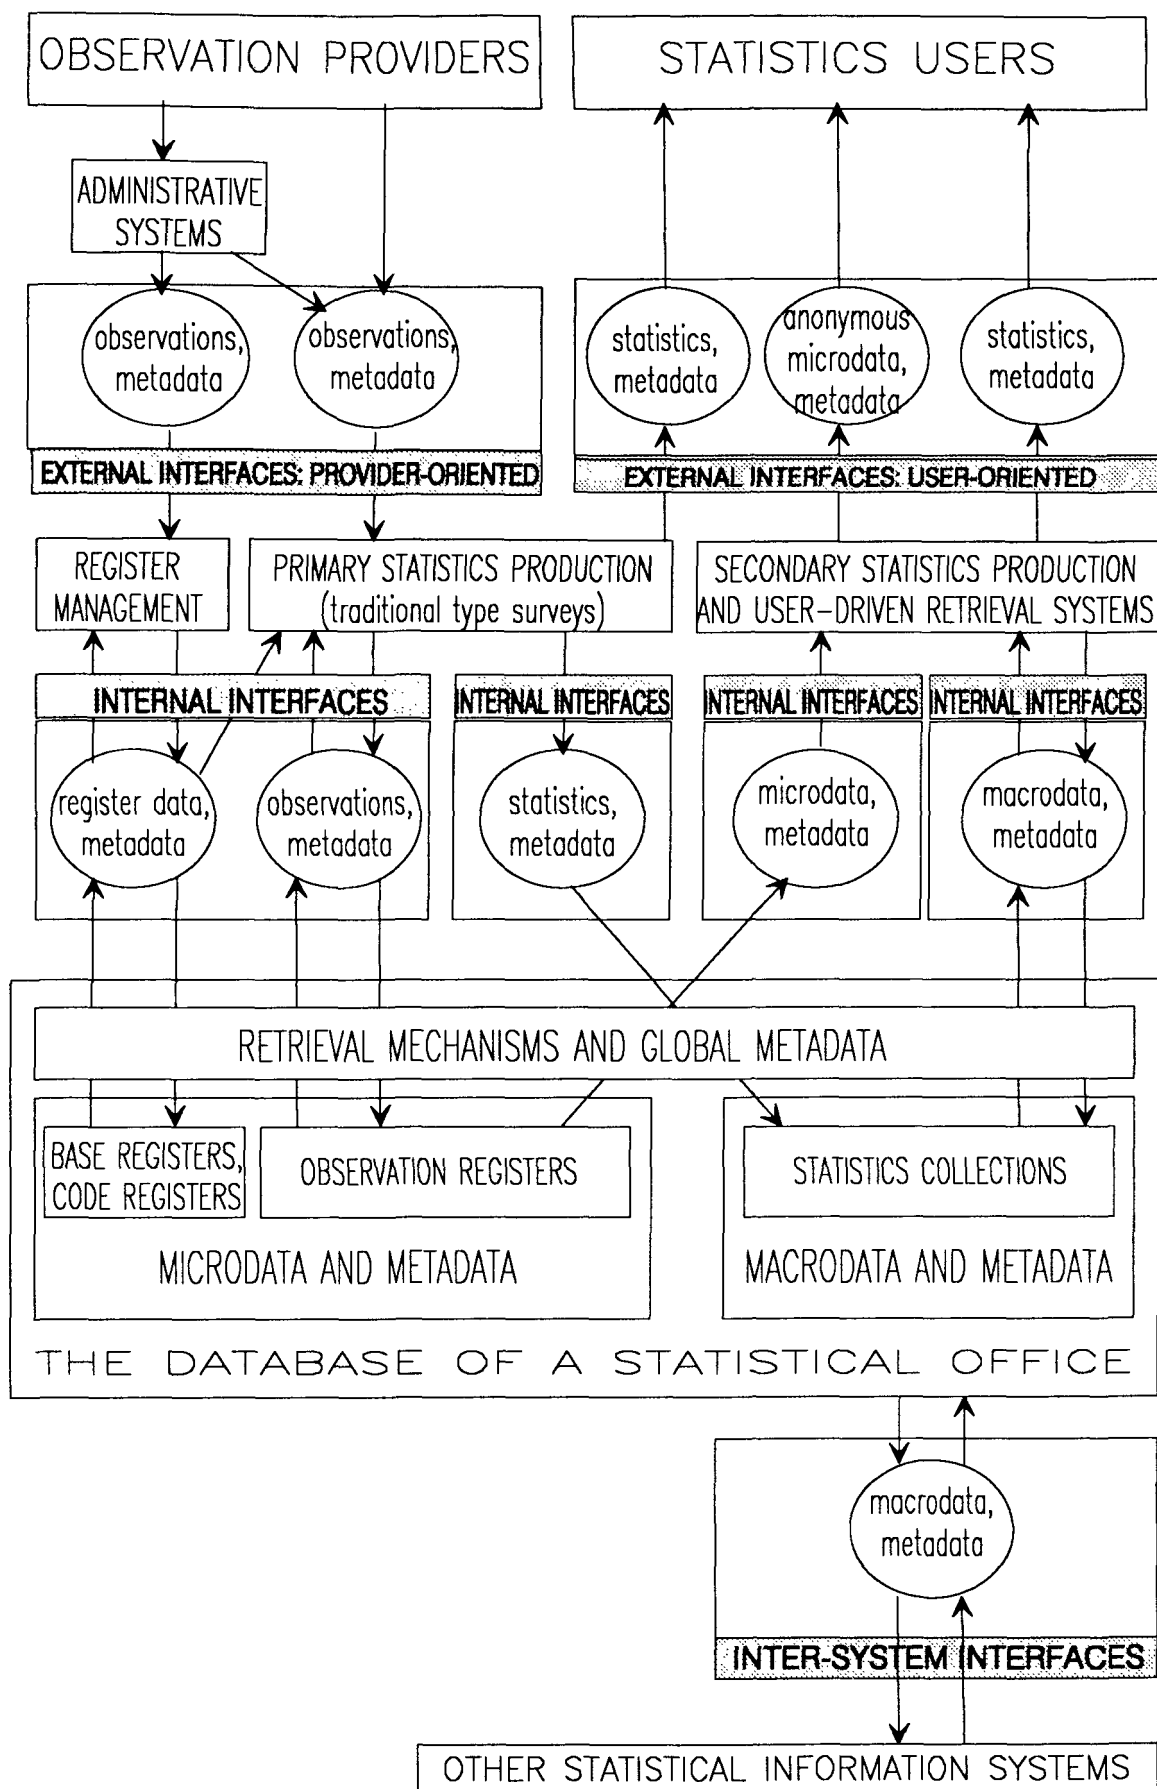 OBSERVATION PROVIDERS
STATISTICS USERS
ADMINISTRATIVE
SYSTEMS
observations,
metadata
observations,
metadata
statistics,
metadata
anonymous
microdata,
metadata
statistics,
metadata
EXTERNAL INTERFACES: PROVIDER-ORIENTED
EXTERNAL INTERFACES: USER-ORIENTED
REGISTER
MANAGEMENT
PRIMARY STATISTICS PRODUCTION
(traditional type surveys)
SECONDARY STATISTICS PRODUCTION
AND USER-DRIVEN RETRIEVAL SYSTEMS
INTERNAL INTERFACES
INTERNAL INTERFACES
INTERNAL INTERFACES
INTERNAL INTERFACES
register data,
metadata
observations,
metadata
statistics,
metadata
microdata,
metadata
macrodata,
metadata
RETRIEVAL MECHANISMS AND GLOBAL METADATA
BASE REGISTERS,
CODE REGISTERS
OBSERVATION REGISTERS
STATISTICS COLLECTIONS
MICRODATA AND METADATA
MACRODATA AND METADATA
THE DATABASE OF A STATISTICAL OFFICE
macrodata,
metadata
INTER-SYSTEM INTERFACES
OTHER STATISTICAL INFORMATION SYSTEMS